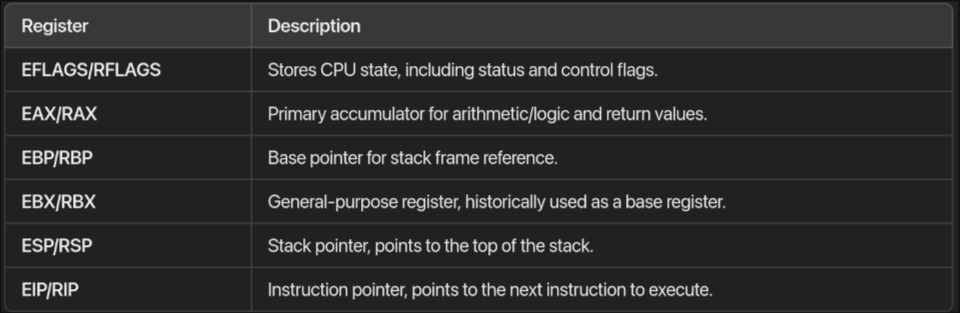 Register Description
EFLAGS/RFLAGS Stores CPU state, including status and control flags.
EAX/RAX Primary accumulator for arithmetic/logic and return values.
EBP/RBP Base pointer for stack frame reference.
EBX/RBX General-purpose register, historically used as a base register.
ESP/RSP Stack pointer, points to the top of the stack.
EIP/RIP Instruction pointer, points to the next instruction to execute.